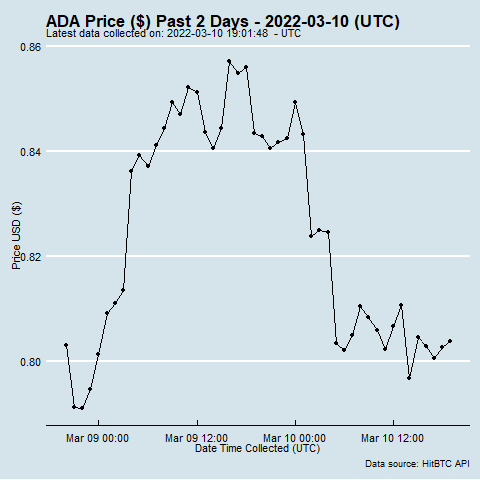 ADA Price ($) Past 2 Days - 2022-03-10 (UTC)
Latest data collected on: 2022-03-10 19:01:48 - UTC
0.86
0.84
0.82
0.80
Price USD ($)
Mar 09 00:00
Mar 09 12:00
Mar 10 00:00
Mar 10 12:00
Date Time Collected (UTC)
Data source: HitBTC API